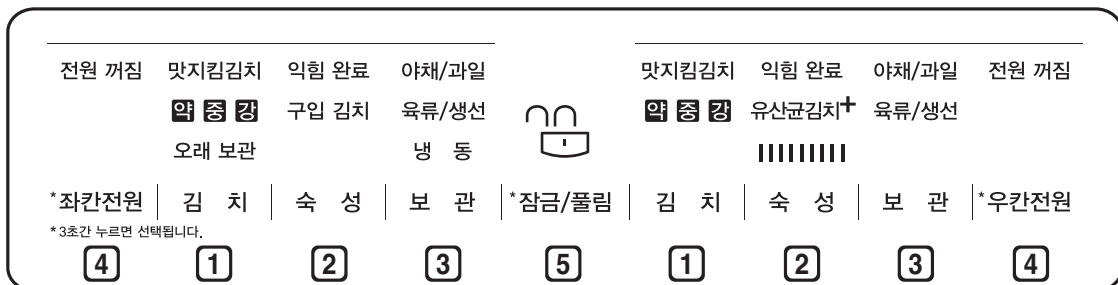 전원 꺼짐 맛지킴김치 익힘 완료 야채/과일 맛지킴김치 익힘 완료 야채/과일 전원 꺼짐
약 중 강 구입 김치 육류/생선 약 중 강 유산균김치+ 육류/생선
오래 보관 냉 동
*좌칸전원 김 치 숙 성 보 관 *잠금/풀림 김 치 숙 성 보 관 *우칸전원
*3초간 누르면 선택됩니다.
4 1 2 3 5 1 2 3 4